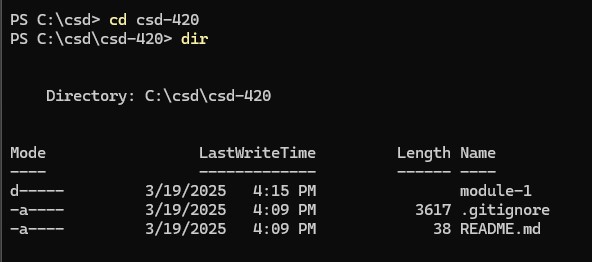 PS C:\csd> cd csd-420
PS C:\csd\csd-420> dir
Directory: C:\csd\csd-420
Mode LastWriteTime Length Name
---- ------------- ------ ----
d----- 3/19/2025 4:15 PM module-1
-a---- 3/19/2025 4:09 PM 3617 .gitignore
-a---- 3/19/2025 4:09 PM 38 README.md